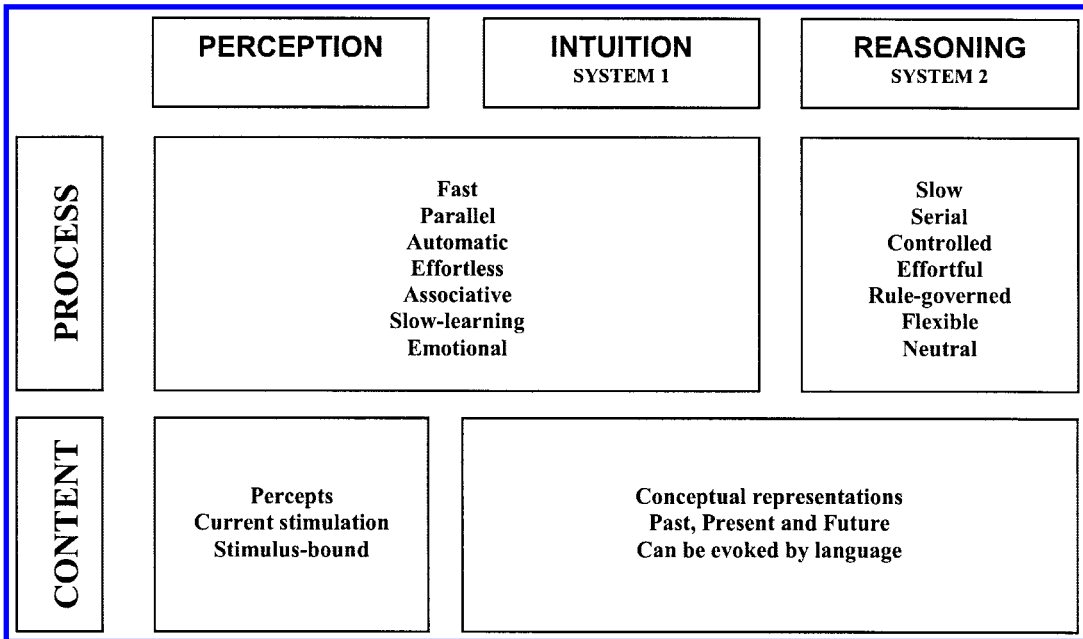 PERCEPTION
INTUITION
SYSTEM 1
REASONING
SYSTEM 2
PROCESS
Fast
Parallel
Automatic
Effortless
Associative
Slow-learning
Emotional
Slow
Serial
Controlled
Effortful
Rule-governed
Flexible
Neutral
CONTENT
Percepts
Current stimulation
Stimulus-bound
Conceptual representations
Past, Present and Future
Can be evoked by language